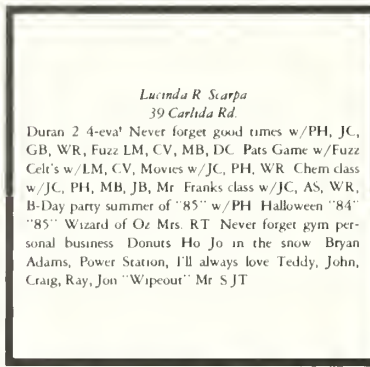 Lucinda R Scarpa
39 Carlida Rd.
Duran 2 4-eva† Never forget good times w/PH, JC,
GB, WR, Fuzz LM, CV, MB, DC Pats Game w/Fuzz
Celt's w/LM, CV, Movies w/JC, PH, WR Chem class
w/JC, PH, MB, JB, Mr Franks class w/JC, AS, WR,
B-Day party summer of "85" w/PH Halloween "84"
"85" Wizard of Oz Mrs. RT Never forget gym per-
sonal business Donuts Ho Jo in the snow Bryan
Adams, Power Station, I'll always love Teddy, John,
Craig, Ray, Jon "Wipeout" Mr S JT